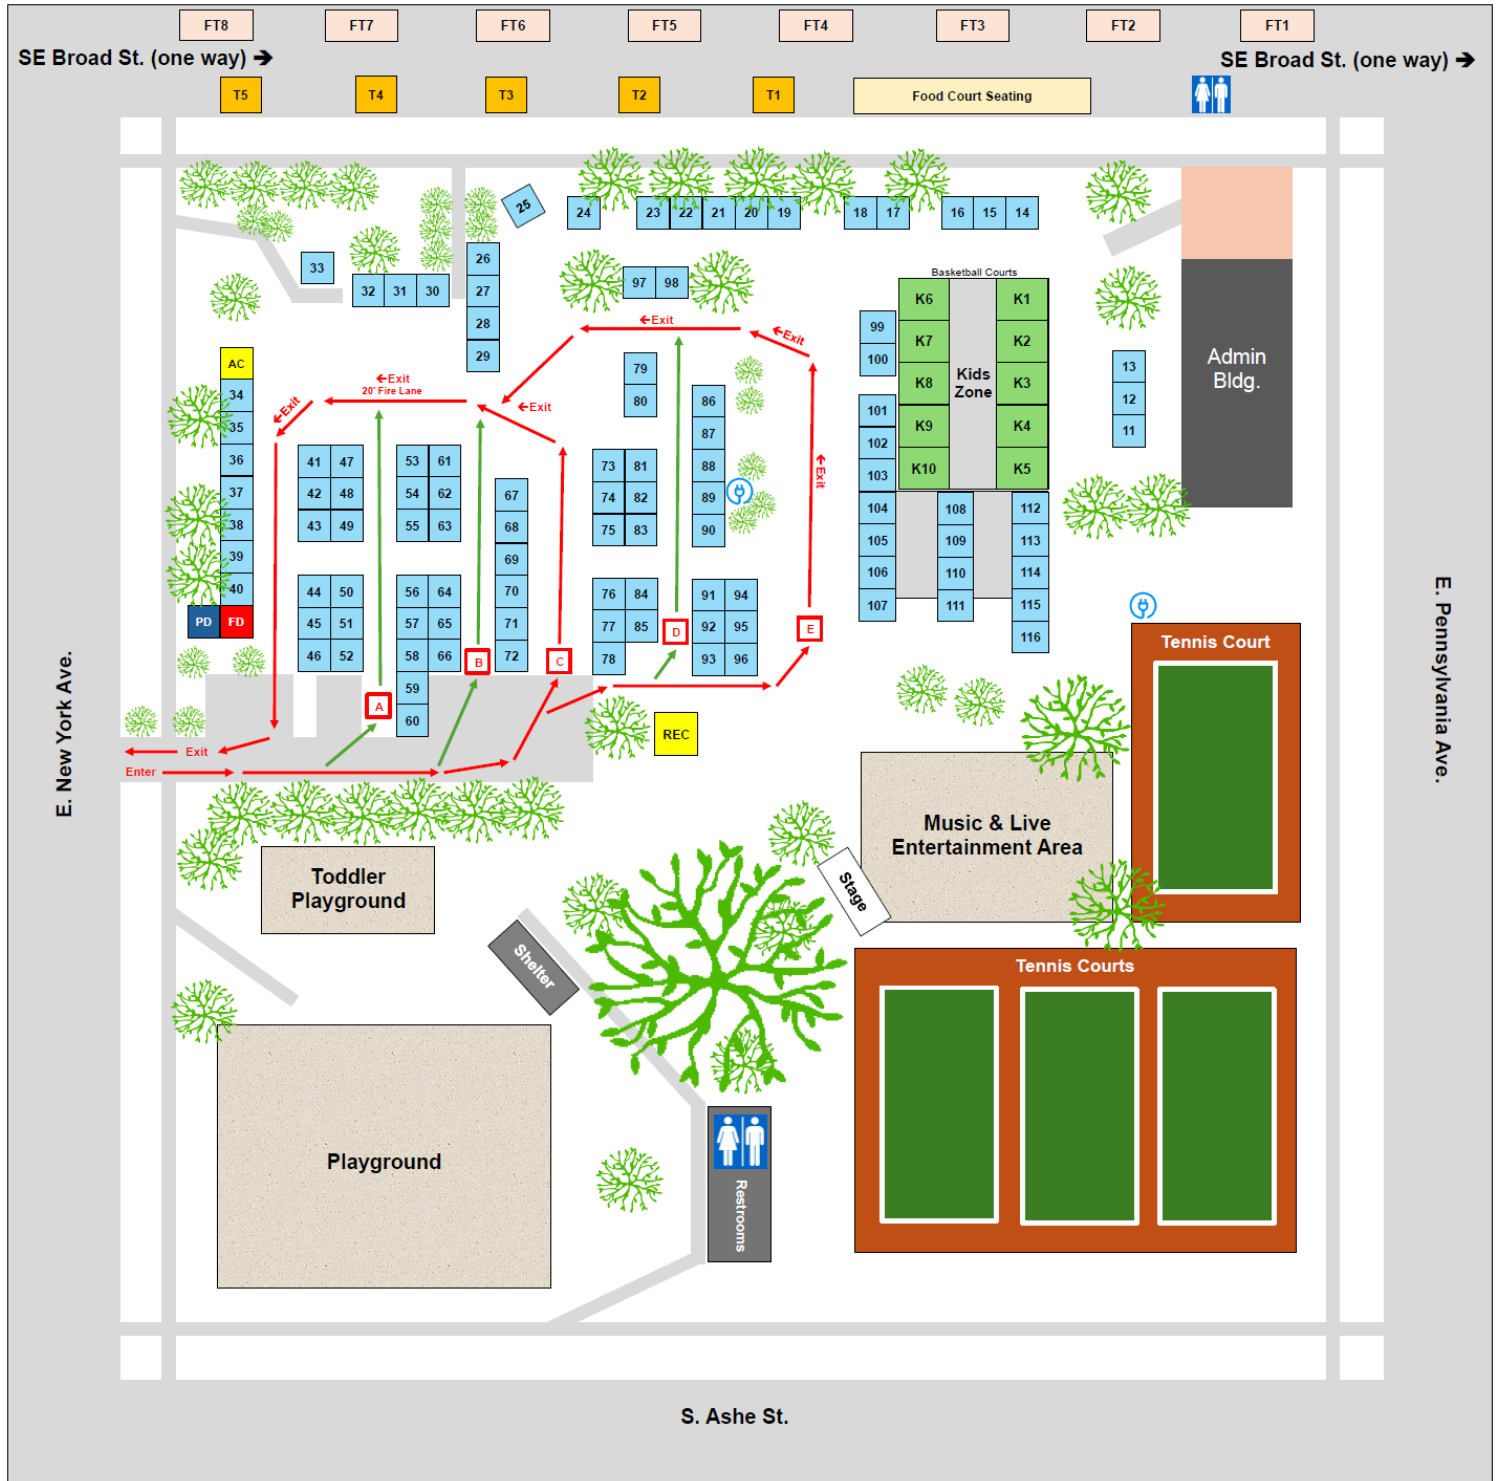 FT8 FT7 FT6 FT5 FT4 FT3 FT2 FT1
SE Broad St. (one way) → SE Broad St. (one way) →
T5 T4 T3 T2 T1 Food Court Seating
25
24 23 22 21 20 19 18 17 16 15 14
33
32 31 30
26
27
28
29
97 98
Basketball Courts
K6 K1
K7 K2
K8 K3
K9 K4
K10 K5
Kids
Zone
99
100
101
102
103
104
105
106
107
108
109
110
111
112
113
114
115
116
13
12
11
Admin
Bldg.
←Exit
←Exit
←Exit
←Exit
←Exit
20' Fire Lane
←Exit
AC
34
35
36
37
38
39
40
PD FD
41 47
42 48
43 49
44 50
45 51
46 52
53 61
54 62
55 63
56 64
57 65
58 66
59
60
67
68
69
70
71
72
79
80
73 81
74 82
75 83
76 84
77 85
78
86
87
88
89
90
91 94
92 95
93 96
A
B
C
D
E
Exit
Enter
REC
E. New York Ave.
E. Pennsylvania Ave.
Tennis Court
Music & Live
Entertainment Area
Stage
Toddler
Playground
Shelter
Tennis Courts
Playground
Restrooms
S. Ashe St.